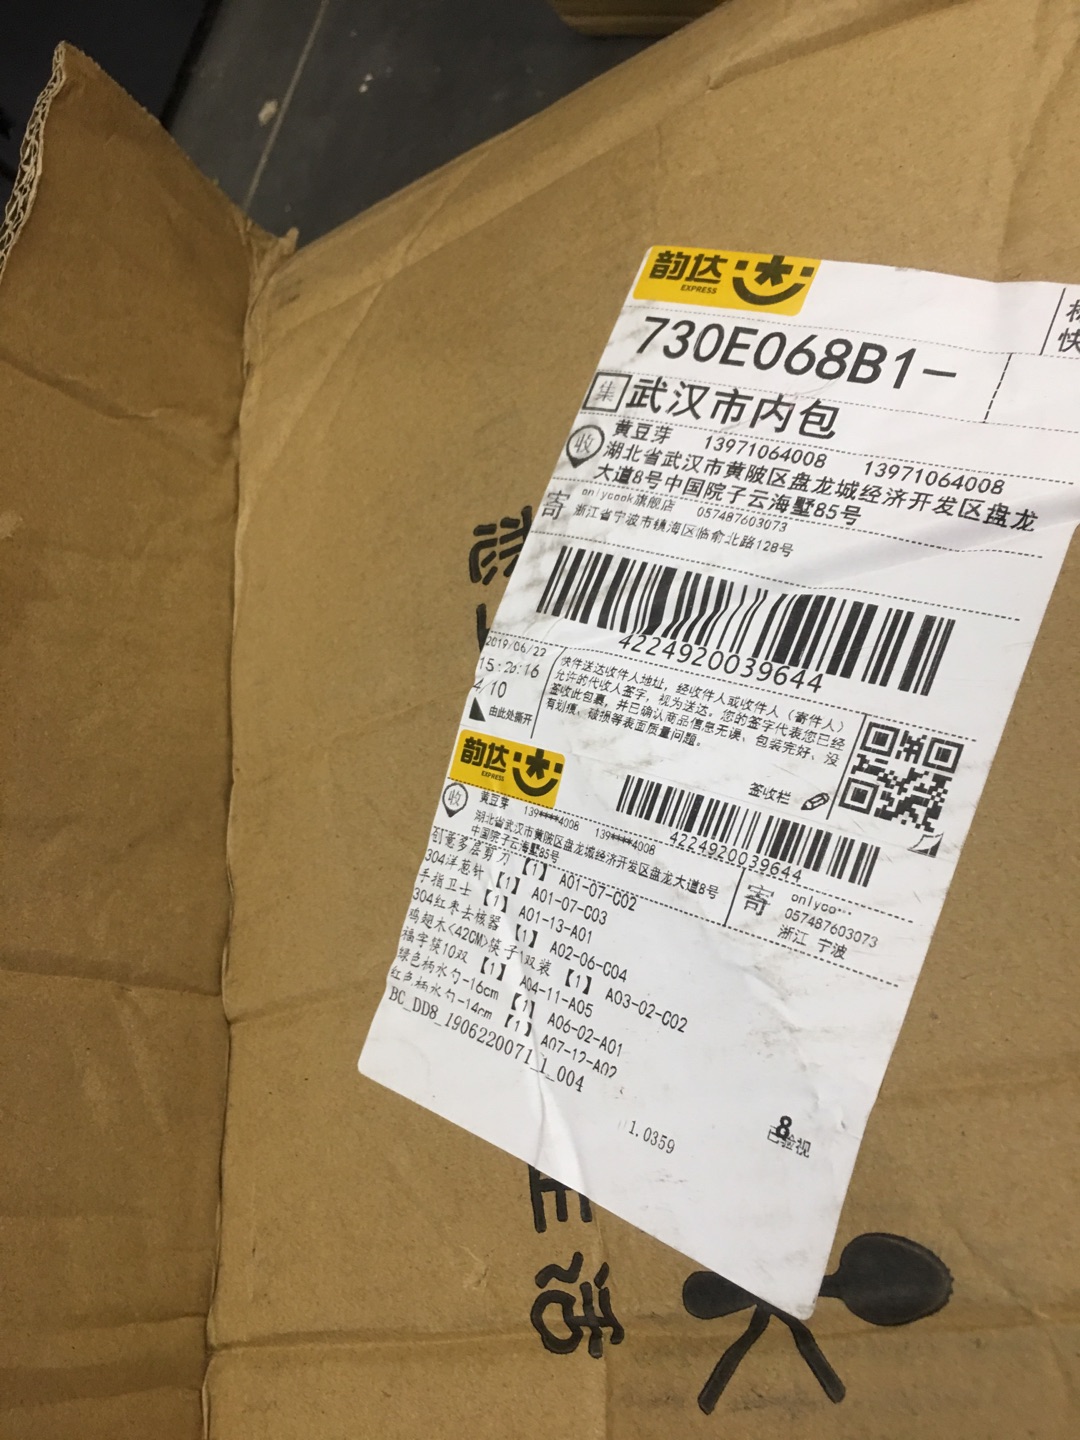 韵达
EXPRESS
730E068B1-
集 武汉市内包
收 黄豆芽 13971064008 13971064008
湖北省武汉市黄陂区盘龙城经济开发区盘龙
大道8号中国院子云海墅85号
寄 onlycook旗舰店 057487603073
浙江省宁波市镇海区临俞北路128号
4224920039644
2019/06/22
15:20:16
4/10
由此处撕开
快件送达收件人地址，经收件人或收件人（寄件人）
允许的代收人签字，视为送达。您的签字代表您已经
签收此包裹，并已确认商品信息无误、包装完好、没
有划痕、破损等表面质量问题。
签收栏
韵达
EXPRESS
收 黄豆芽 139****4008 139****4008
湖北省武汉市黄陂区盘龙城经济开发区盘龙大道8号
中国院子云海墅85号
4224920039644
寄 onlyco...
057487603073
浙江 宁波
创意多层剪刀 【1】 A01-07-C02
304洋葱针 【1】 A01-07-C03
手指卫士 【1】 A01-13-A01
304红枣去核器 【1】 A02-06-C04
鸡翅木<42CM>筷子1双装 【1】 A03-02-C02
福字筷10双 【1】 A04-11-A05
绿色柄水勺-16cm 【1】 A06-02-A01
红色柄水勺-14cm 【1】 A07-12-A02
BC_DD8_1906220071_1_004
1.0359
8
已验视
活